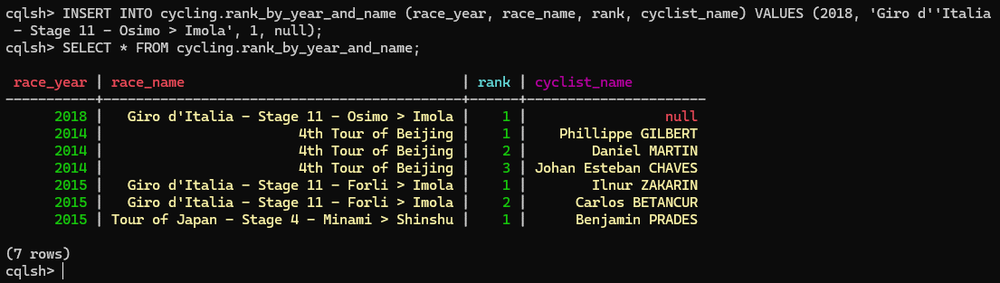 cqlsh> INSERT INTO cycling.rank_by_year_and_name (race_year, race_name, rank, cyclist_name) VALUES (2018, 'Giro d''Italia
 - Stage 11 - Osimo > Imola', 1, null);
cqlsh> SELECT * FROM cycling.rank_by_year_and_name;
 race_year | race_name                                  | rank | cyclist_name
-----------+--------------------------------------------+------+----------------------
      2018 |   Giro d'Italia - Stage 11 - Osimo > Imola |    1 |                 null
      2014 |                        4th Tour of Beijing |    1 |    Phillippe GILBERT
      2014 |                        4th Tour of Beijing |    2 |        Daniel MARTIN
      2014 |                        4th Tour of Beijing |    3 | Johan Esteban CHAVES
      2015 |   Giro d'Italia - Stage 11 - Forli > Imola |    1 |        Ilnur ZAKARIN
      2015 |   Giro d'Italia - Stage 11 - Forli > Imola |    2 |      Carlos BETANCUR
      2015 | Tour of Japan - Stage 4 - Minami > Shinshu |    1 |      Benjamin PRADES
(7 rows)
cqlsh>